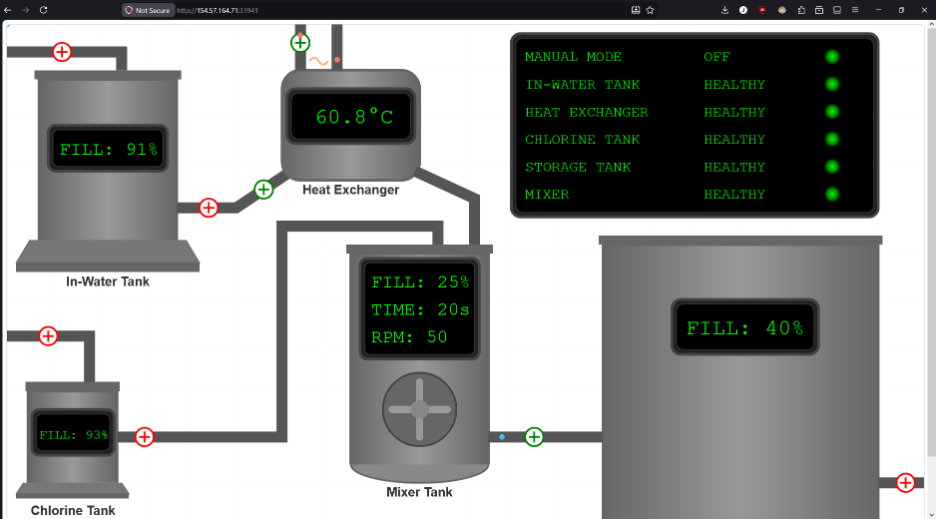 Not Secure http://154.57.164.71:31941
FILL: 91%
In-Water Tank
60.8°C
Heat Exchanger
MANUAL MODE OFF
IN-WATER TANK HEALTHY
HEAT EXCHANGER HEALTHY
CHLORINE TANK HEALTHY
STORAGE TANK HEALTHY
MIXER HEALTHY
FILL: 93%
Chlorine Tank
FILL: 25%
TIME: 20s
RPM: 50
Mixer Tank
FILL: 40%